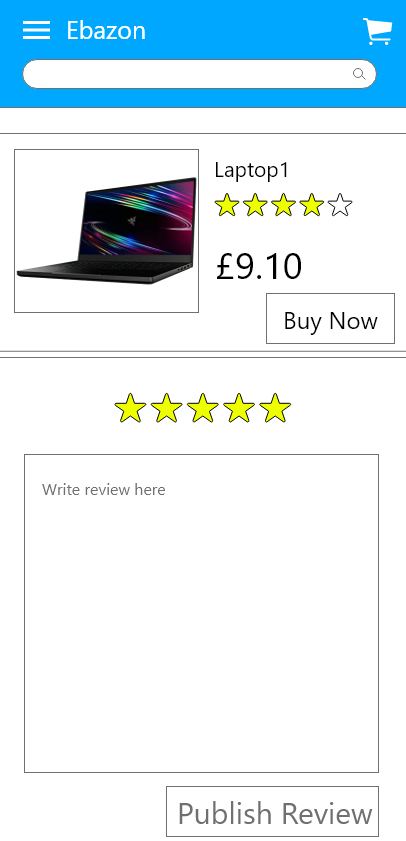 Ebazon
Laptop1
£9.10
Buy Now
Write review here
Publish Review